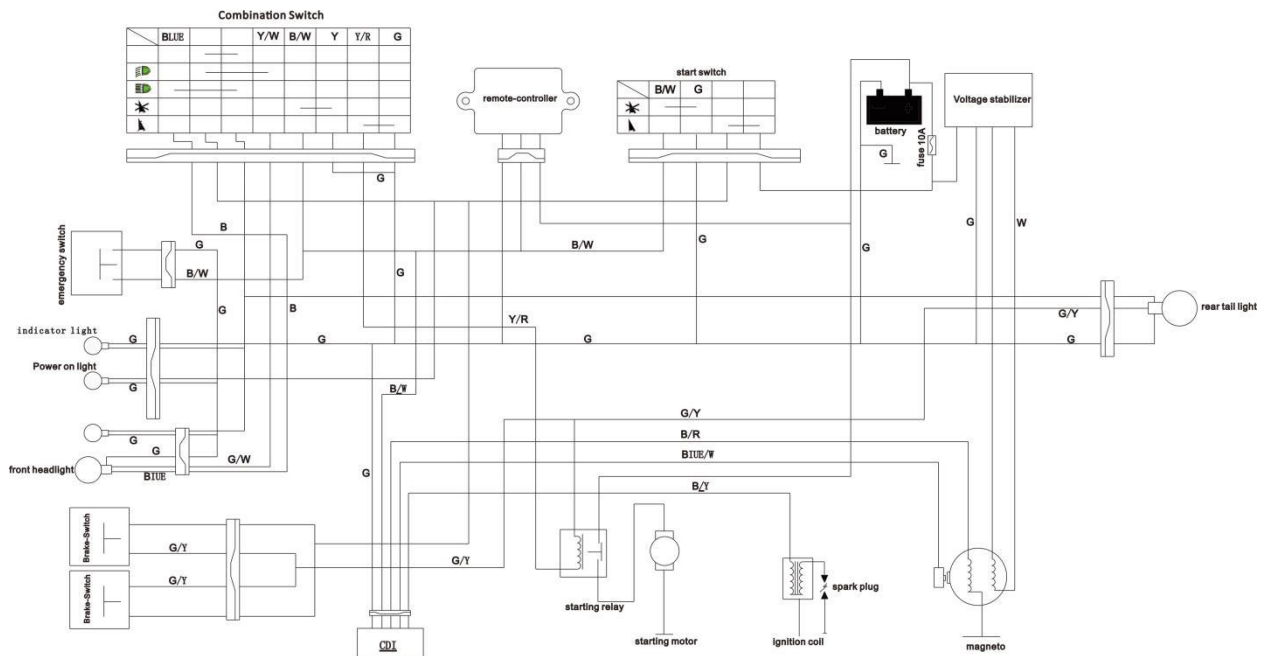 Combination Switch
BLUE Y/W B/W Y Y/R G
remote-controller
start switch
B/W G
battery
fuse 10A
Voltage stabilizer
G
G
B
G
B/W
emergency switch
G
B/W
G
G
G
W
G
B
Y/R
G/Y
rear tail light
indicator light
G
G
G
G
Power on light
G
B/W
G/Y
G
G
G/W
B/R
front headlight
BIUE
BIUE/W
G
B/Y
Brake-Switch
G/Y
G/Y
G/Y
Brake-Switch
starting relay
spark plug
CDI
starting motor
ignition coil
magneto